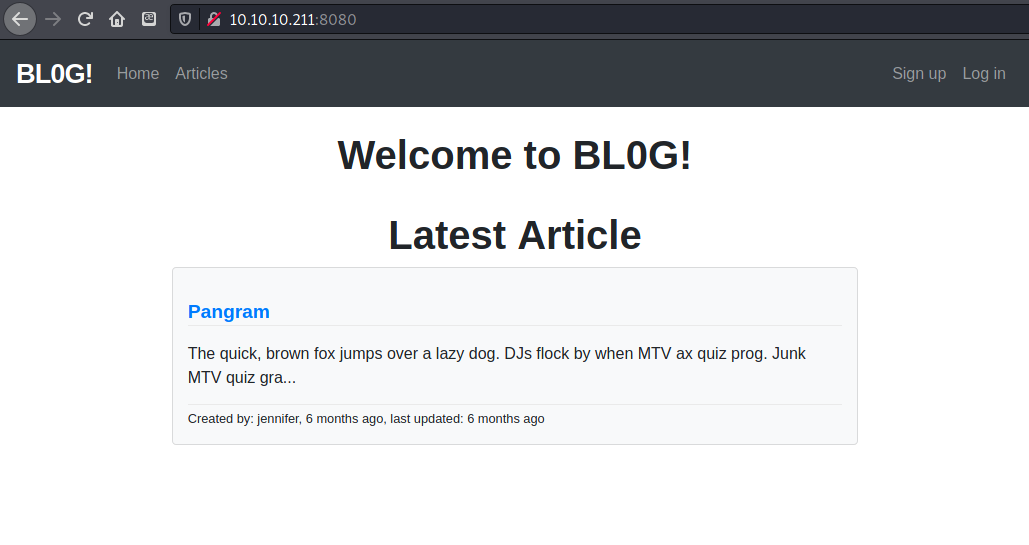 10.10.10.211:8080
BL0G! Home Articles Sign up Log in
Welcome to BL0G!
Latest Article
Pangram
The quick, brown fox jumps over a lazy dog. DJs flock by when MTV ax quiz prog. Junk
MTV quiz gra...
Created by: jennifer, 6 months ago, last updated: 6 months ago